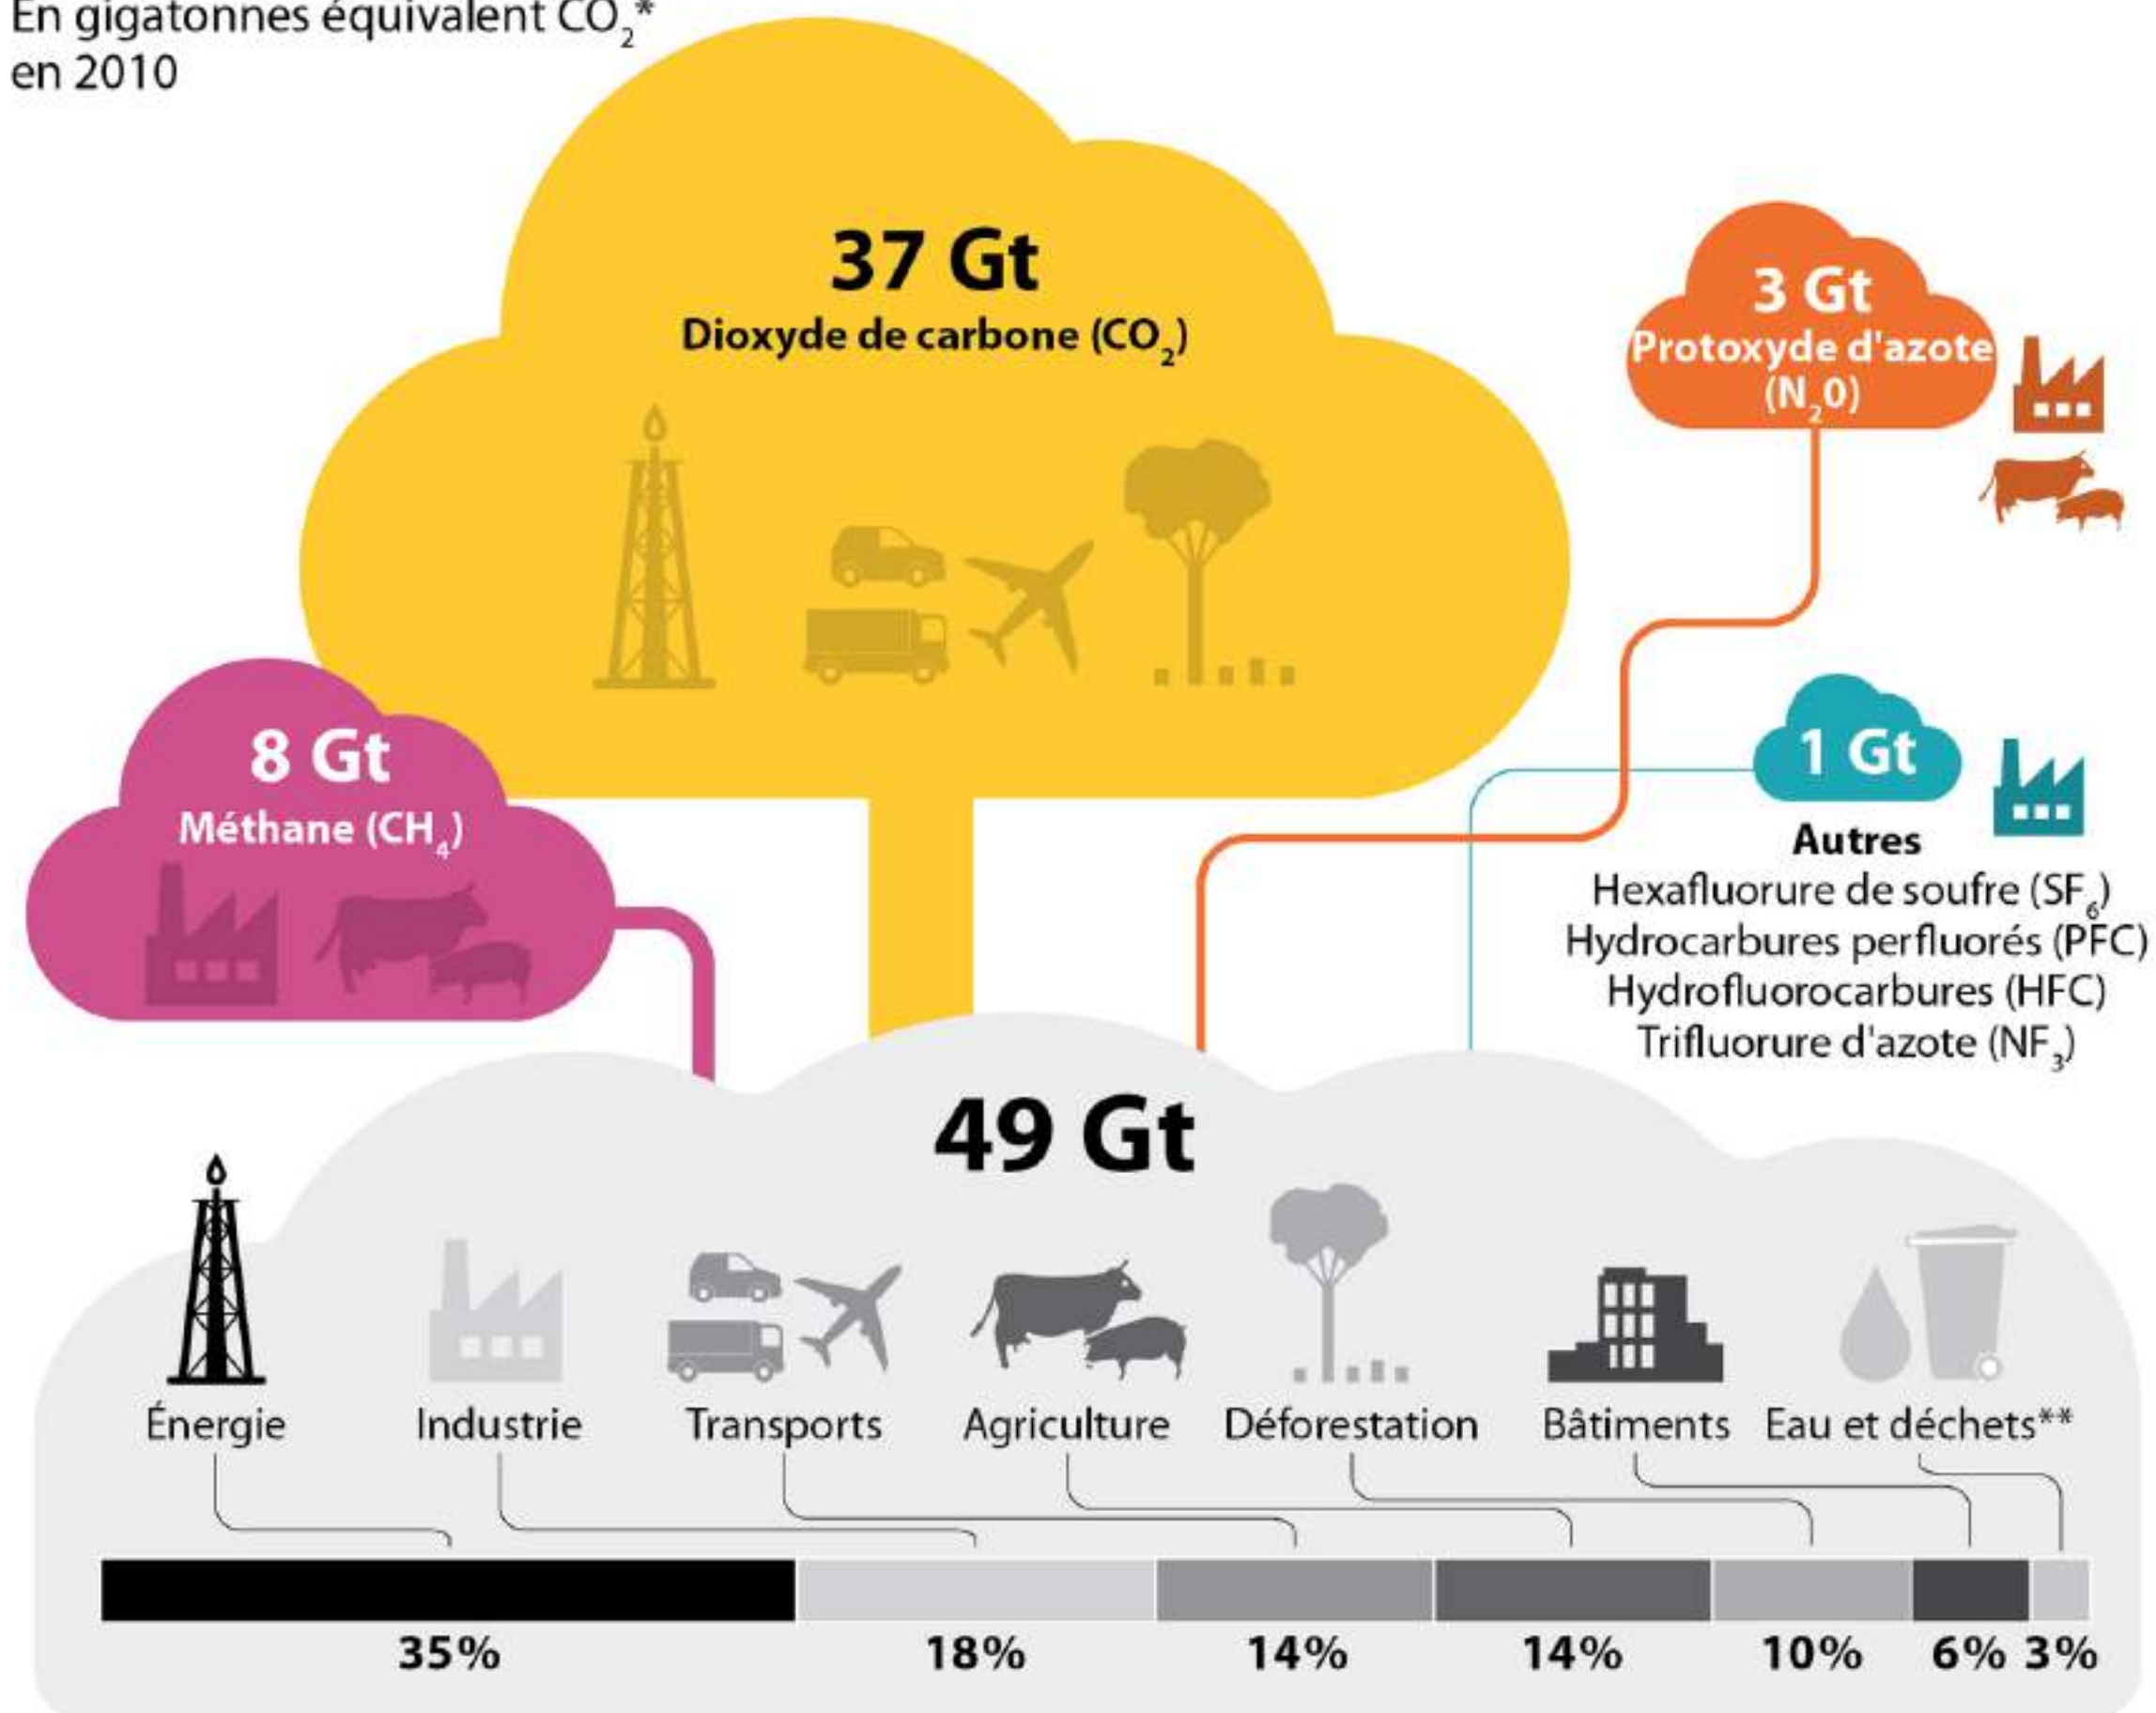 En gigatonnes équivalent CO₂*
en 2010
37 Gt
Dioxyde de carbone (CO₂)
3 Gt
Protoxyde d'azote
(N₂0)
8 Gt
Méthane (CH₄)
1 Gt
Autres
Hexafluorure de soufre (SF₆)
Hydrocarbures perfluorés (PFC)
Hydrofluorocarbures (HFC)
Trifluorure d'azote (NF₃)
49 Gt
Énergie Industrie Transports Agriculture Déforestation Bâtiments Eau et déchets**
35% 18% 14% 14% 10% 6% 3%